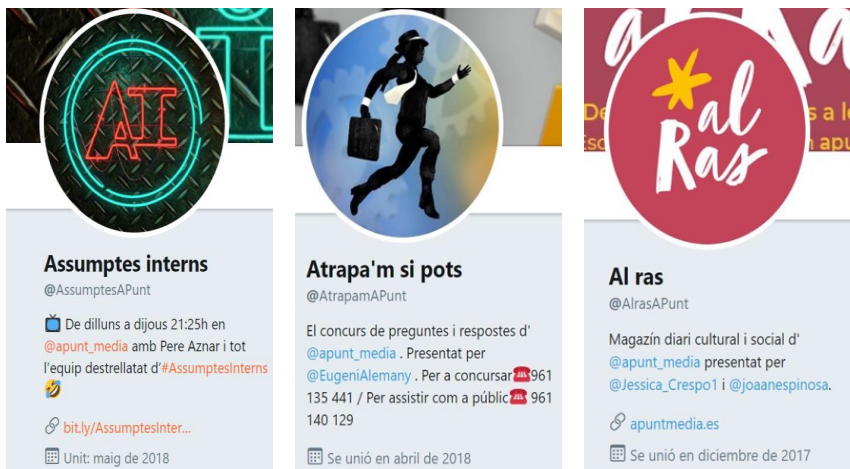 AI
Assumptes interns
@AssumptesAPunt
📺 De dilluns a dijous 21:25h en
@apunt_media amb Pere Aznar i tot
l'equip destrellatat d'#AssumptesInterns
🤣
bit.ly/AssumptesInter...
Unit: maig de 2018
Atrapa'm si pots
@AtrapamAPunt
El concurs de preguntes i respostes d'
@apunt_media . Presentat per
@EugeniAlemany . Per a concursar☎️961
135 441 / Per assistir com a públic☎️ 961
140 129
Se unió en abril de 2018
al
Ras
Al ras
@AlrasAPunt
Magazín diari cultural i social d'
@apunt_media presentat per
@Jessica_Crespo1 i @joaanespinosa.
apuntmedia.es
Se unió en diciembre de 2017